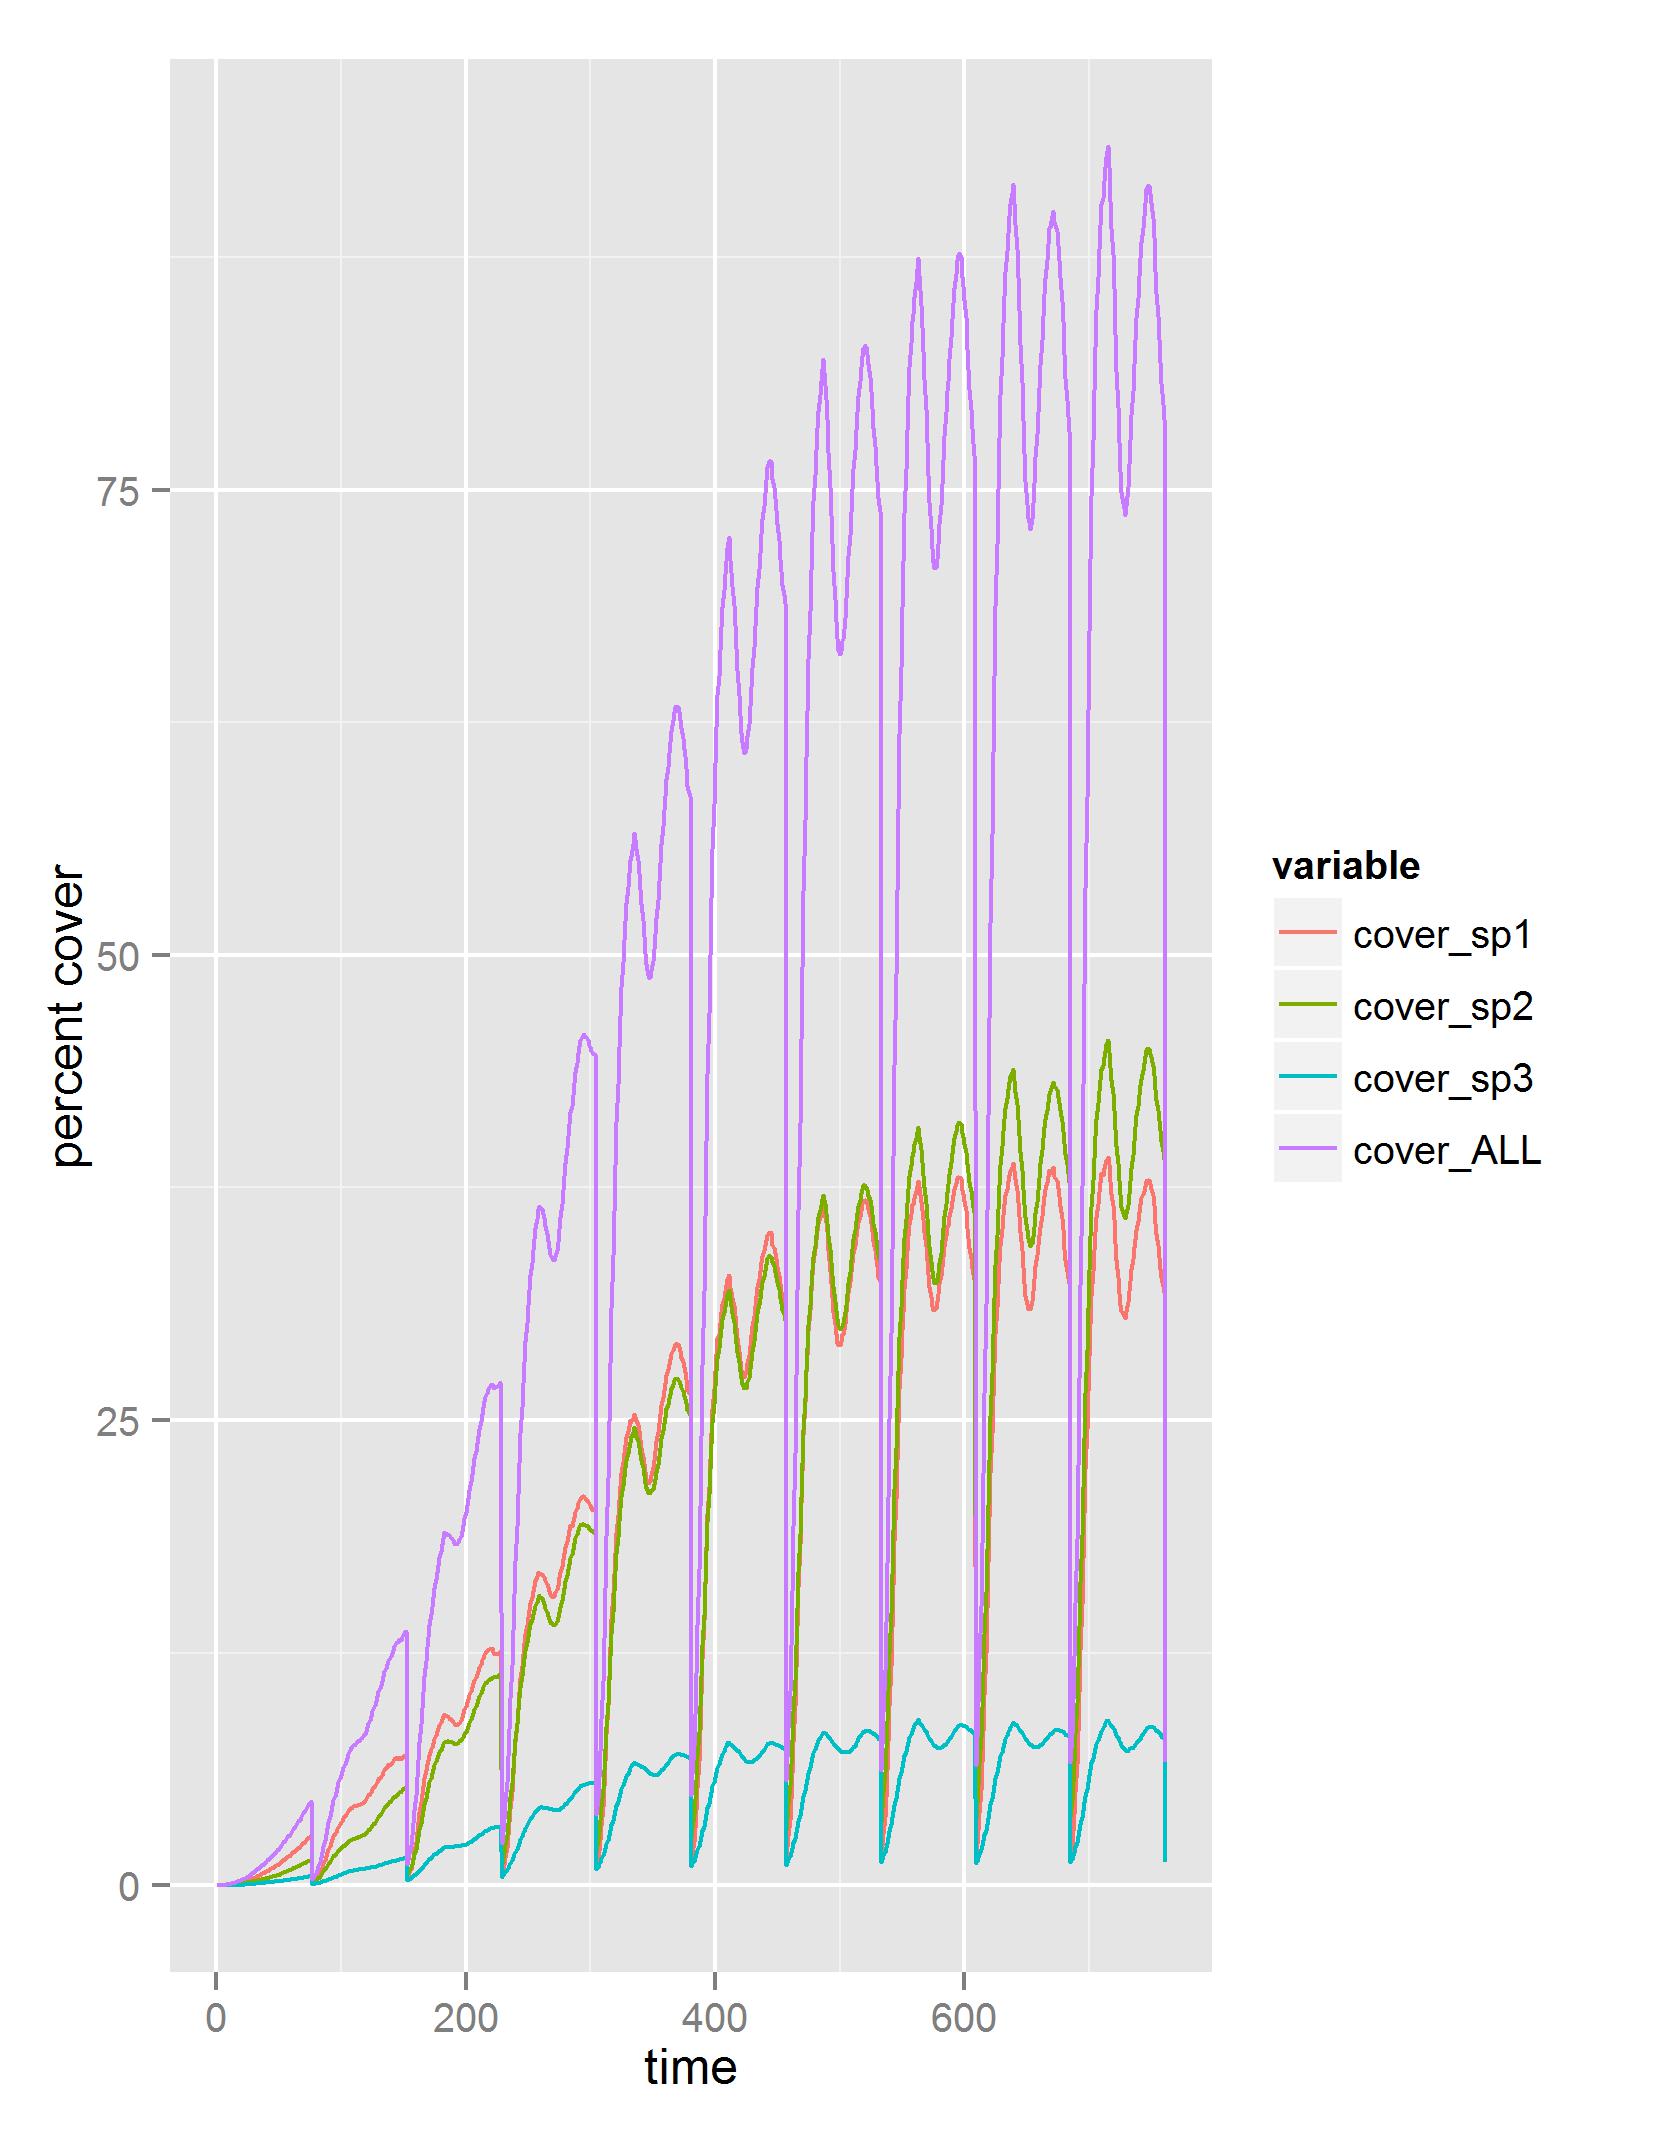 percent cover
75
50
25
0
0 200 400 600
time
variable
cover_sp1
cover_sp2
cover_sp3
cover_ALL